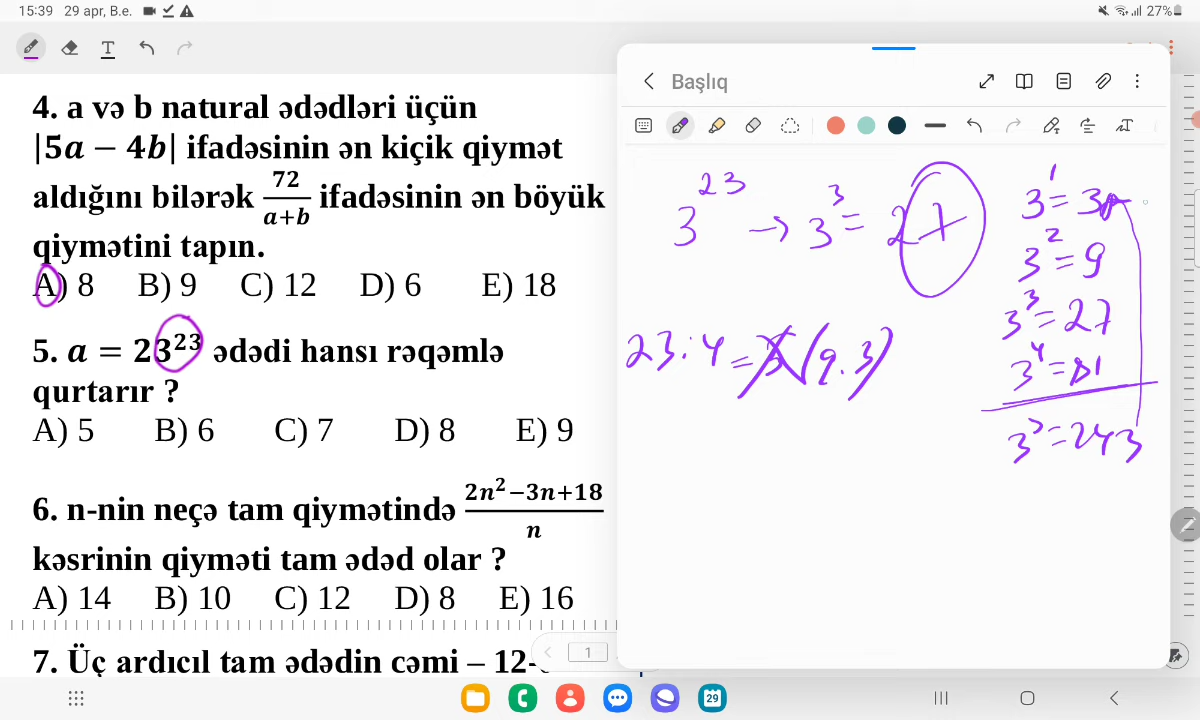 15:39 29 apr, B.e. 27%
4. a və b natural ədədləri üçün
|5a − 4b| ifadəsinin ən kiçik qiymət
aldığını bilərək 72/(a+b) ifadəsinin ən böyük
qiymətini tapın.
A) 8 B) 9 C) 12 D) 6 E) 18
5. a = 23²³ ədədi hansı rəqəmlə
qurtarır ?
A) 5 B) 6 C) 7 D) 8 E) 9
6. n-nin neçə tam qiymətində (2n²−3n+18)/n
kəsrinin qiyməti tam ədəd olar ?
A) 14 B) 10 C) 12 D) 8 E) 16
7. Üç ardıcıl tam ədədin cəmi – 12-
1
Başlıq
3²³ → 3³ = 27
23:4=
3¹ = 3
3² = 9
3³ = 27
3⁴ = 81
= 243
29